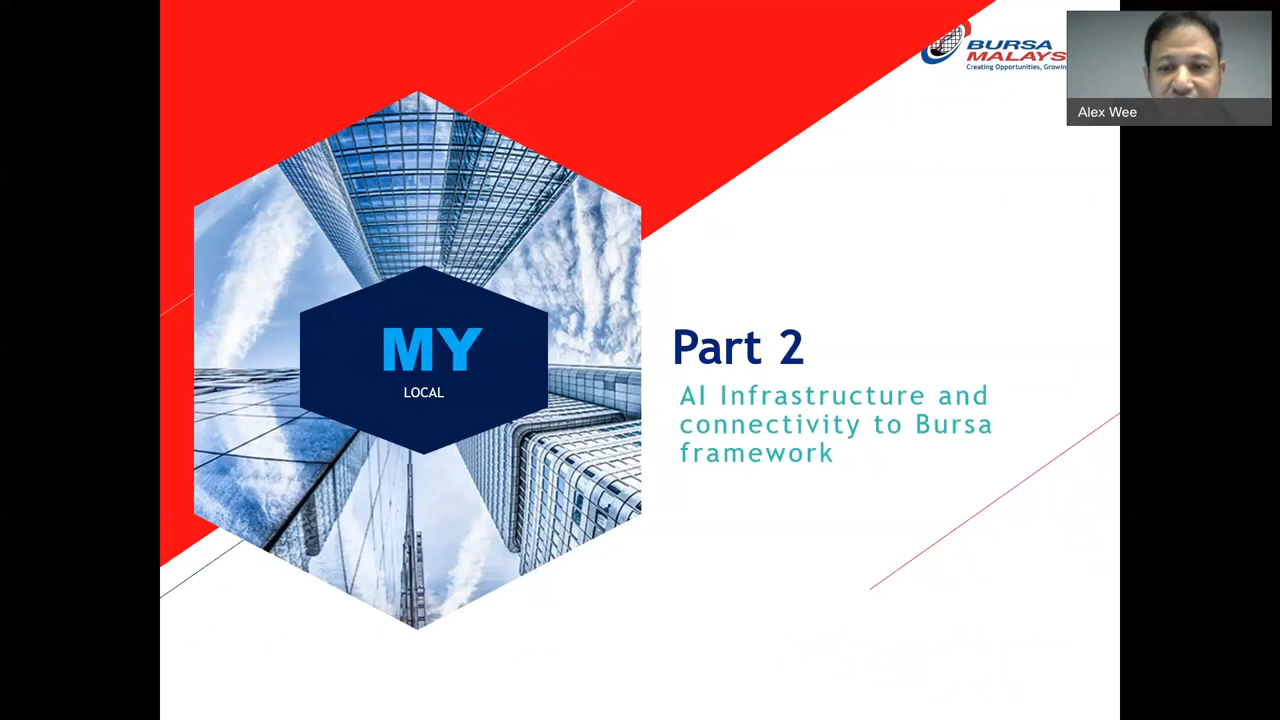 BURSA
MALAYS
Creating Opportunities, Growin
Alex Wee
MY
LOCAL
Part 2
AI Infrastructure and
connectivity to Bursa
framework